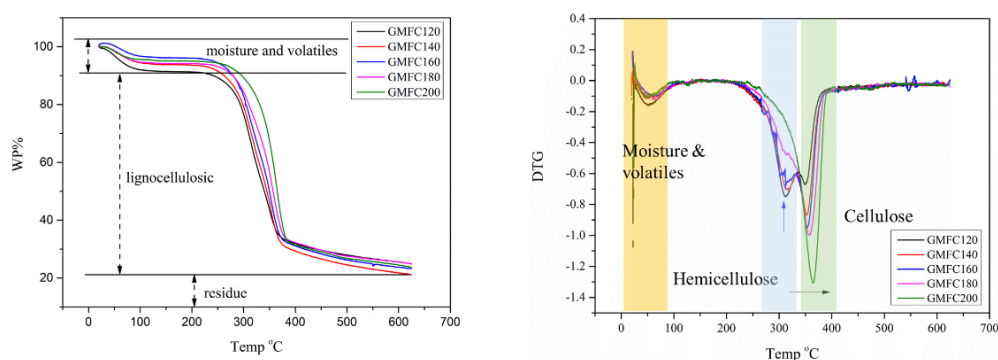 GMFC120
GMFC140
GMFC160
GMFC180
GMFC200
moisture and volatiles
lignocellulosic
residue
WP%
100
80
60
40
20
0
100
200
300
400
500
600
700
Temp °C
0.4
0.2
0.0
-0.2
-0.4
-0.6
-0.8
-1.0
-1.2
-1.4
DTG
Moisture &
volatiles
Cellulose
Hemicellulose
GMFC120
GMFC140
GMFC160
GMFC180
GMFC200
0
100
200
300
400
500
600
700
Temp °C